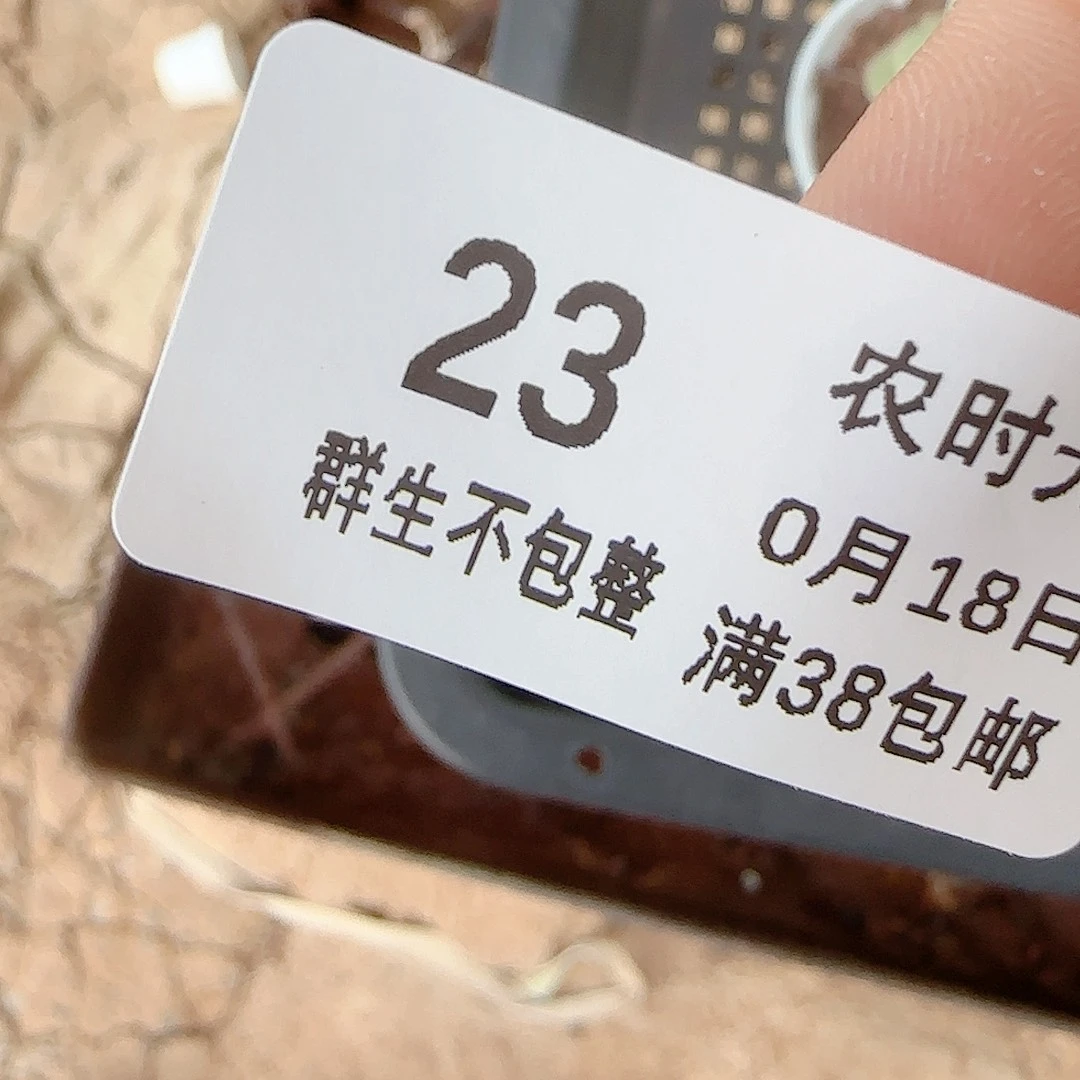 23
群生不包整
农时
0月18日
满38包邮